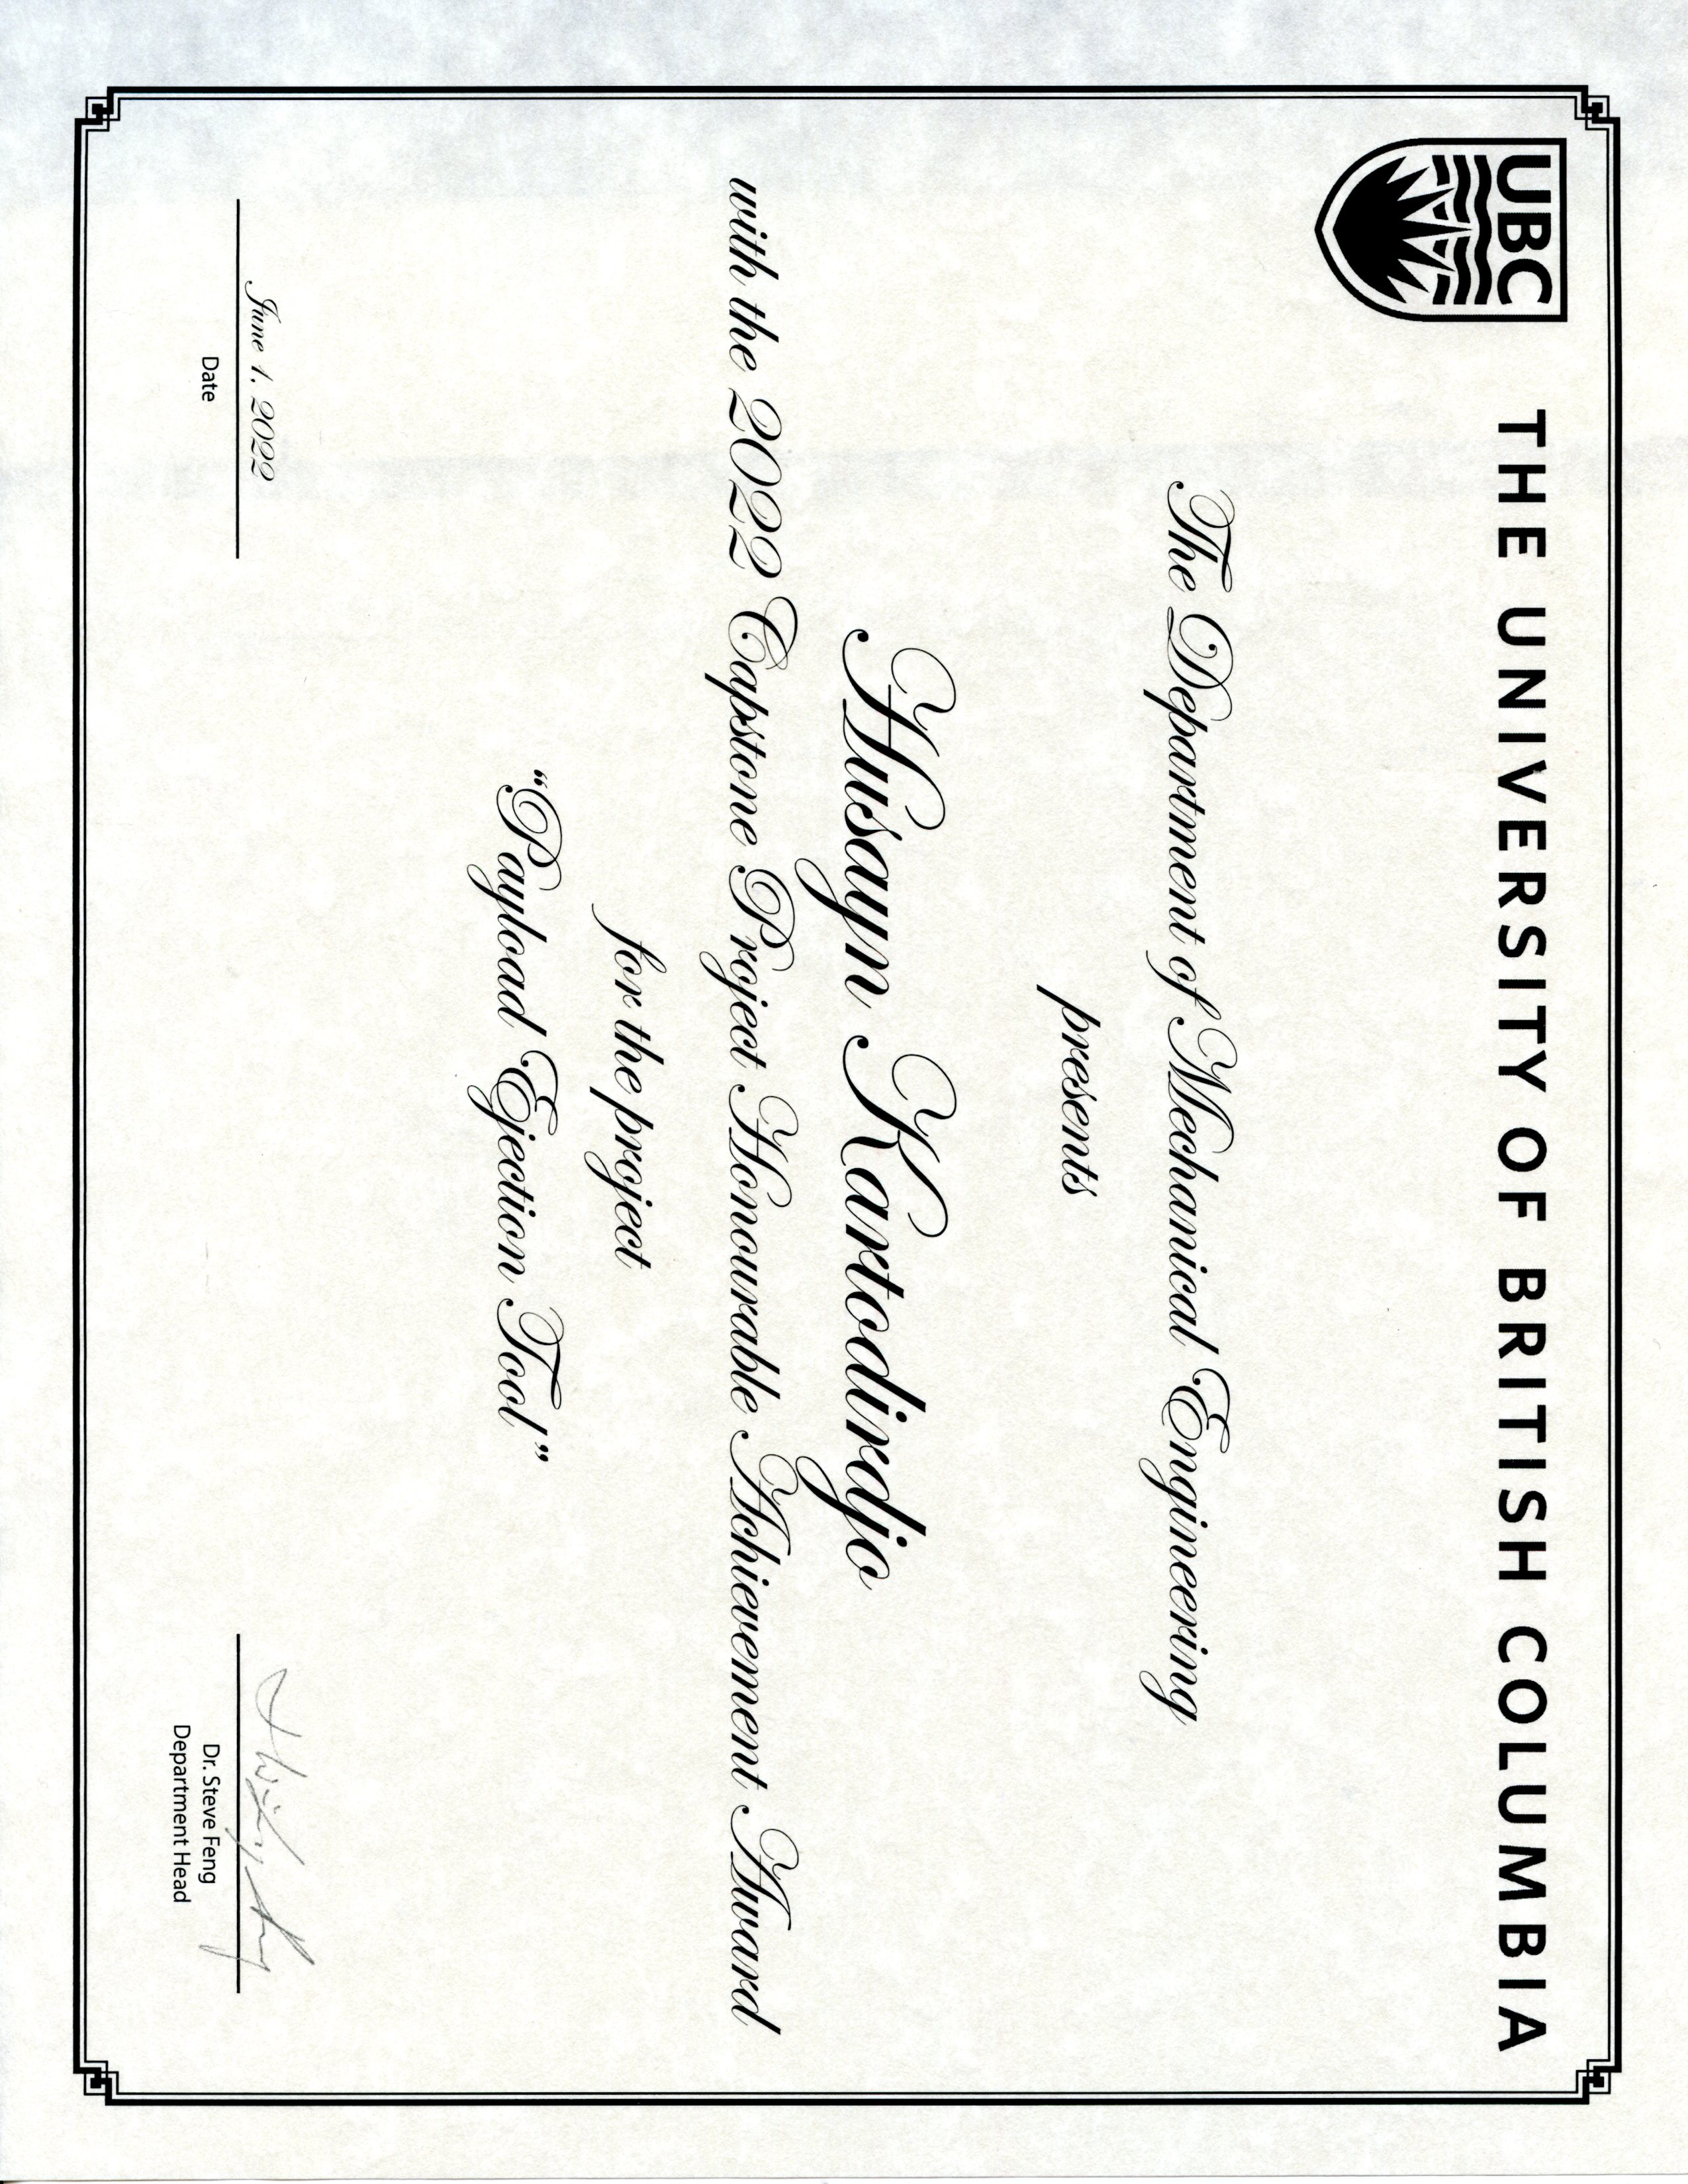 UBC
THE UNIVERSITY OF BRITISH COLUMBIA
The Department of Mechanical Engineering
presents
Husayn Kartodirdjo
with the 2022 Capstone Project Honourable Achievement Award
for the project
“Payload Ejection Tool”
June 1, 2022
Date
Dr. Steve Feng
Department Head